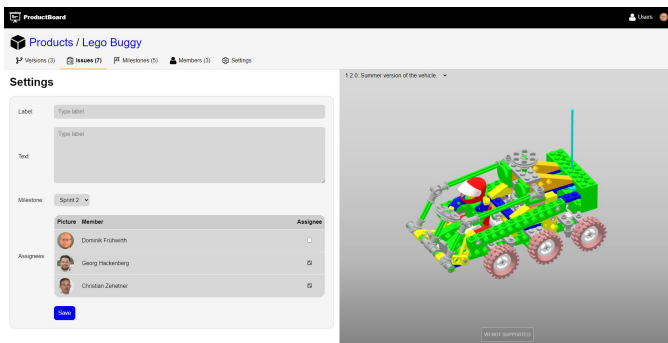 ProductBoard
Users
Products / Lego Buggy
Versions (3) Issues (7) Milestones (5) Members (3) Settings
Settings
Label: Type label
Text: Type label
Milestone: Sprint 2
Picture Member Assignee
Dominik Frühwirth
Georg Hackenberg
Assignees:
Christian Zehetner
Save
1.2.0: Summer version of the vehicle.
VR NOT SUPPORTED